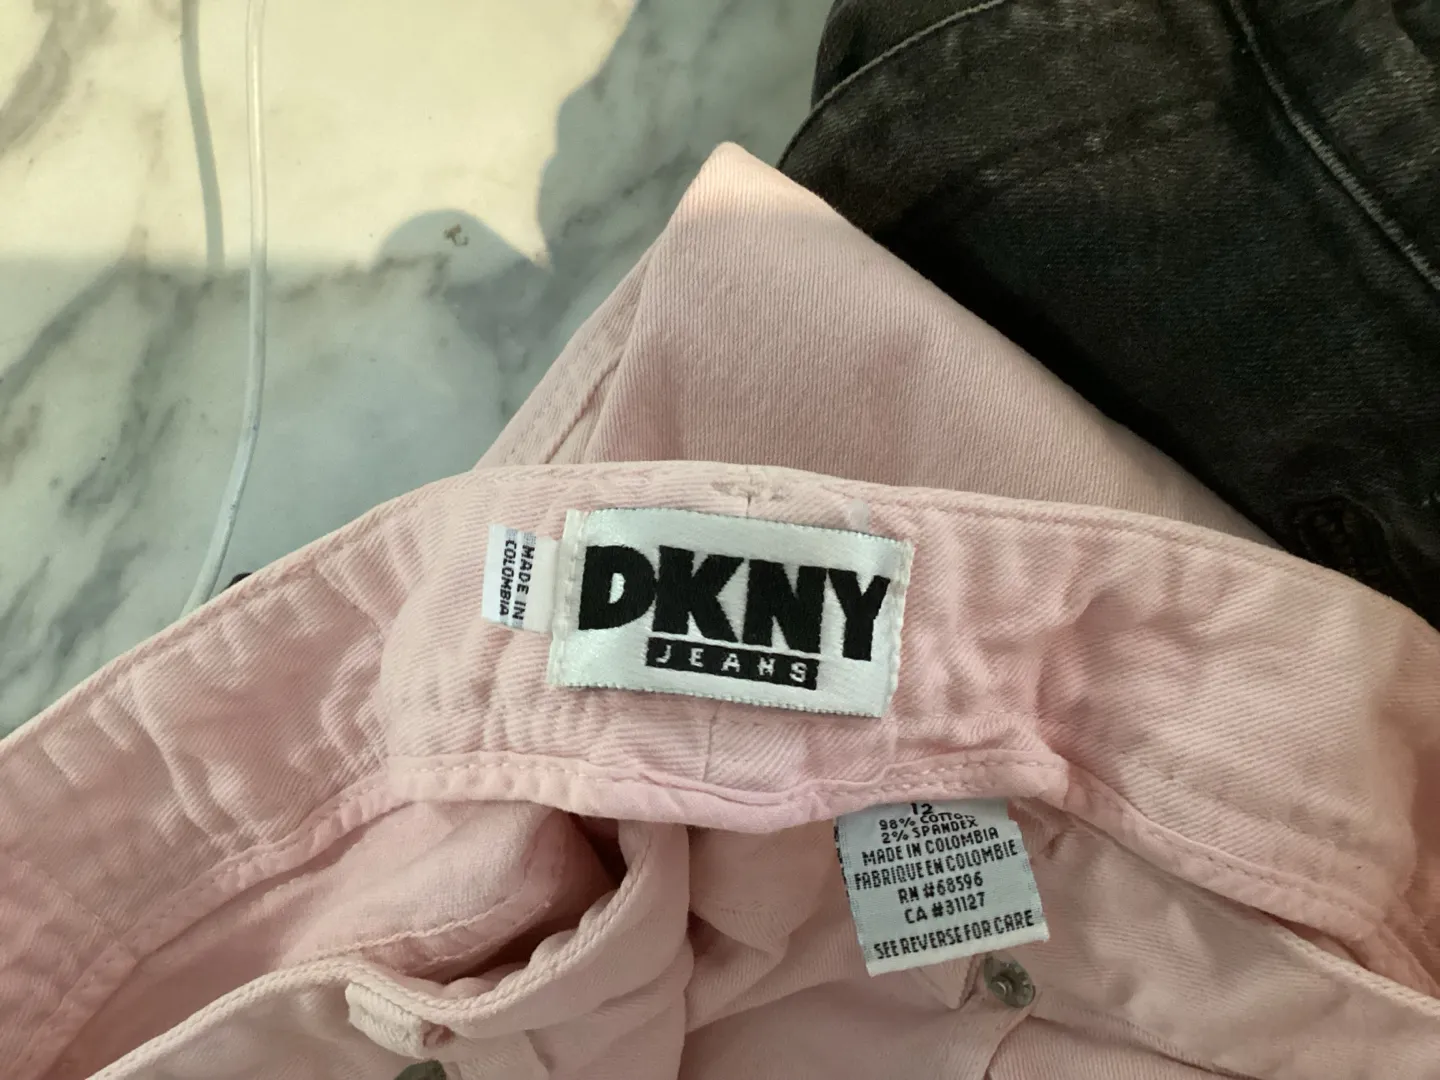 MADE IN
COLOMBIA
DKNY
JEANS
12
98% COTTON
2% SPANDEX
MADE IN COLOMBIA
FABRIQUE EN COLOMBIE
RN #68596
CA #31127
SEE REVERSE FOR CARE